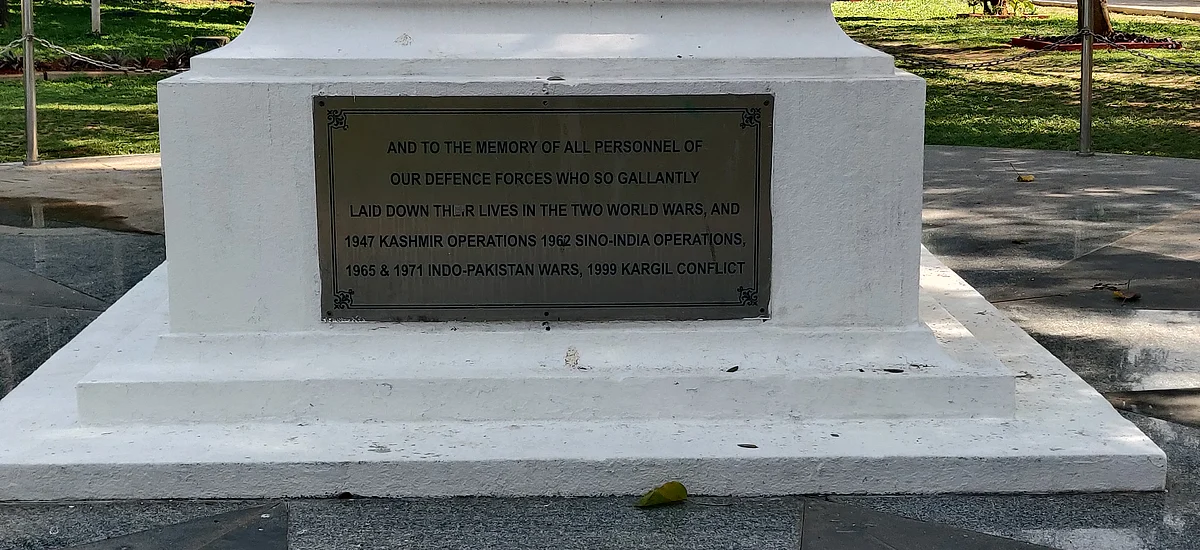 AND TO THE MEMORY OF ALL PERSONNEL OF
OUR DEFENCE FORCES WHO SO GALLANTLY
LAID DOWN THL.R LIVES IN THE TWO WORLD WARS, AND
1947 KASHMIR OPERATIONS 1962 SINO-INDIA OPERATIONS,
1965 & 1971 INDO-PAKISTAN WARS, 1999 KARGIL CONFLICT